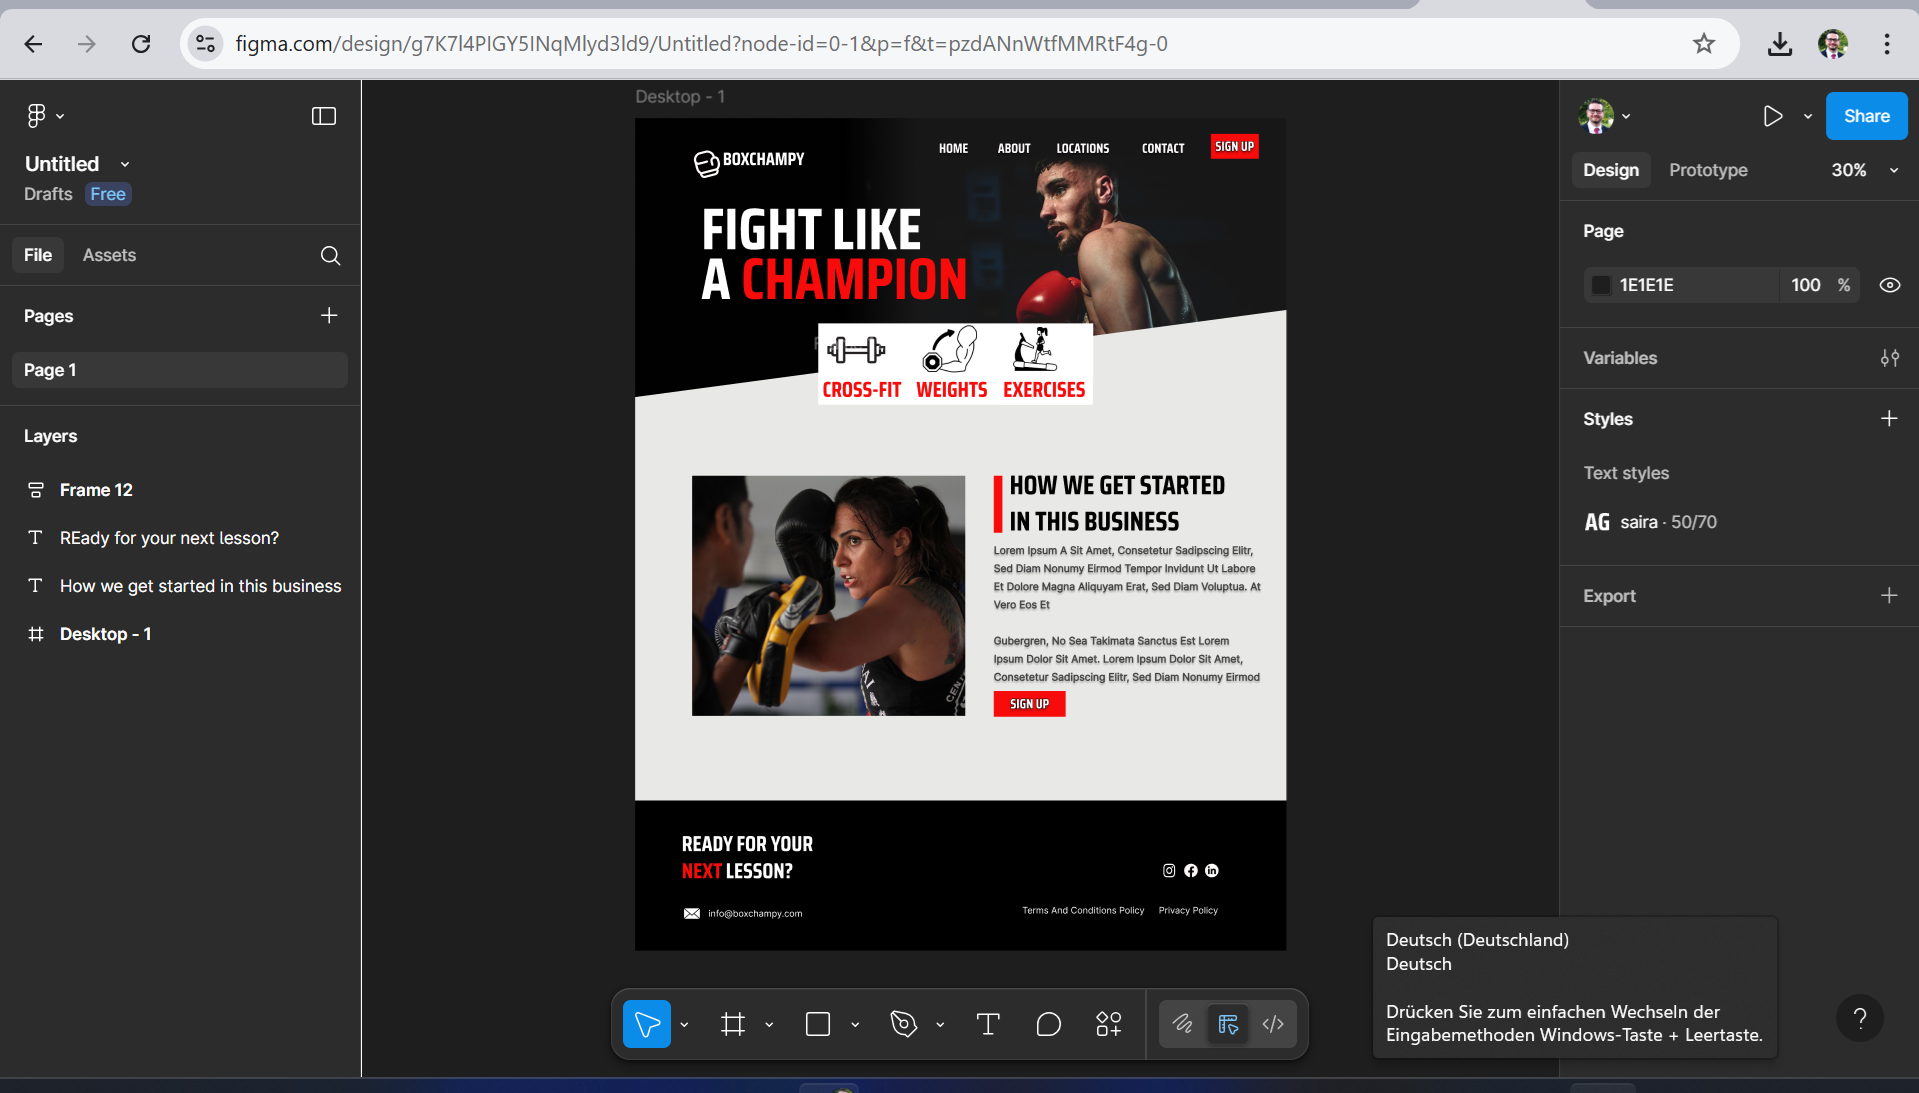 figma.com/design/g7K7l4PIGY5INqMlyd3ld9/Untitled?node-id=0-1&p=f&t=pzdANnWtfMMRtF4g-0
Untitled
Drafts Free
File Assets
Pages
Page 1
Layers
Frame 12
REady for your next lesson?
How we get started in this business
Desktop - 1
Desktop - 1
BOXCHAMPY
HOME ABOUT LOCATIONS CONTACT SIGN UP
FIGHT LIKE
A CHAMPION
CROSS-FIT WEIGHTS EXERCISES
HOW WE GET STARTED
IN THIS BUSINESS
Lorem Ipsum A Sit Amet, Consetetur Sadipscing Elitr,
Sed Diam Nonumy Eirmod Tempor Invidunt Ut Labore
Et Dolore Magna Aliquyam Erat, Sed Diam Voluptua. At
Vero Eos Et
Gubergren, No Sea Takimata Sanctus Est Lorem
Ipsum Dolor Sit Amet. Lorem Ipsum Dolor Sit Amet,
Consetetur Sadipscing Elitr, Sed Diam Nonumy Eirmod
SIGN UP
READY FOR YOUR
NEXT LESSON?
info@boxchampy.com
Terms And Conditions Policy Privacy Policy
Share
Design Prototype 30%
Page
1E1E1E 100 %
Variables
Styles
Text styles
AG saira · 50/70
Export
Deutsch (Deutschland)
Deutsch
Drücken Sie zum einfachen Wechseln der
Eingabemethoden Windows-Taste + Leertaste.
?